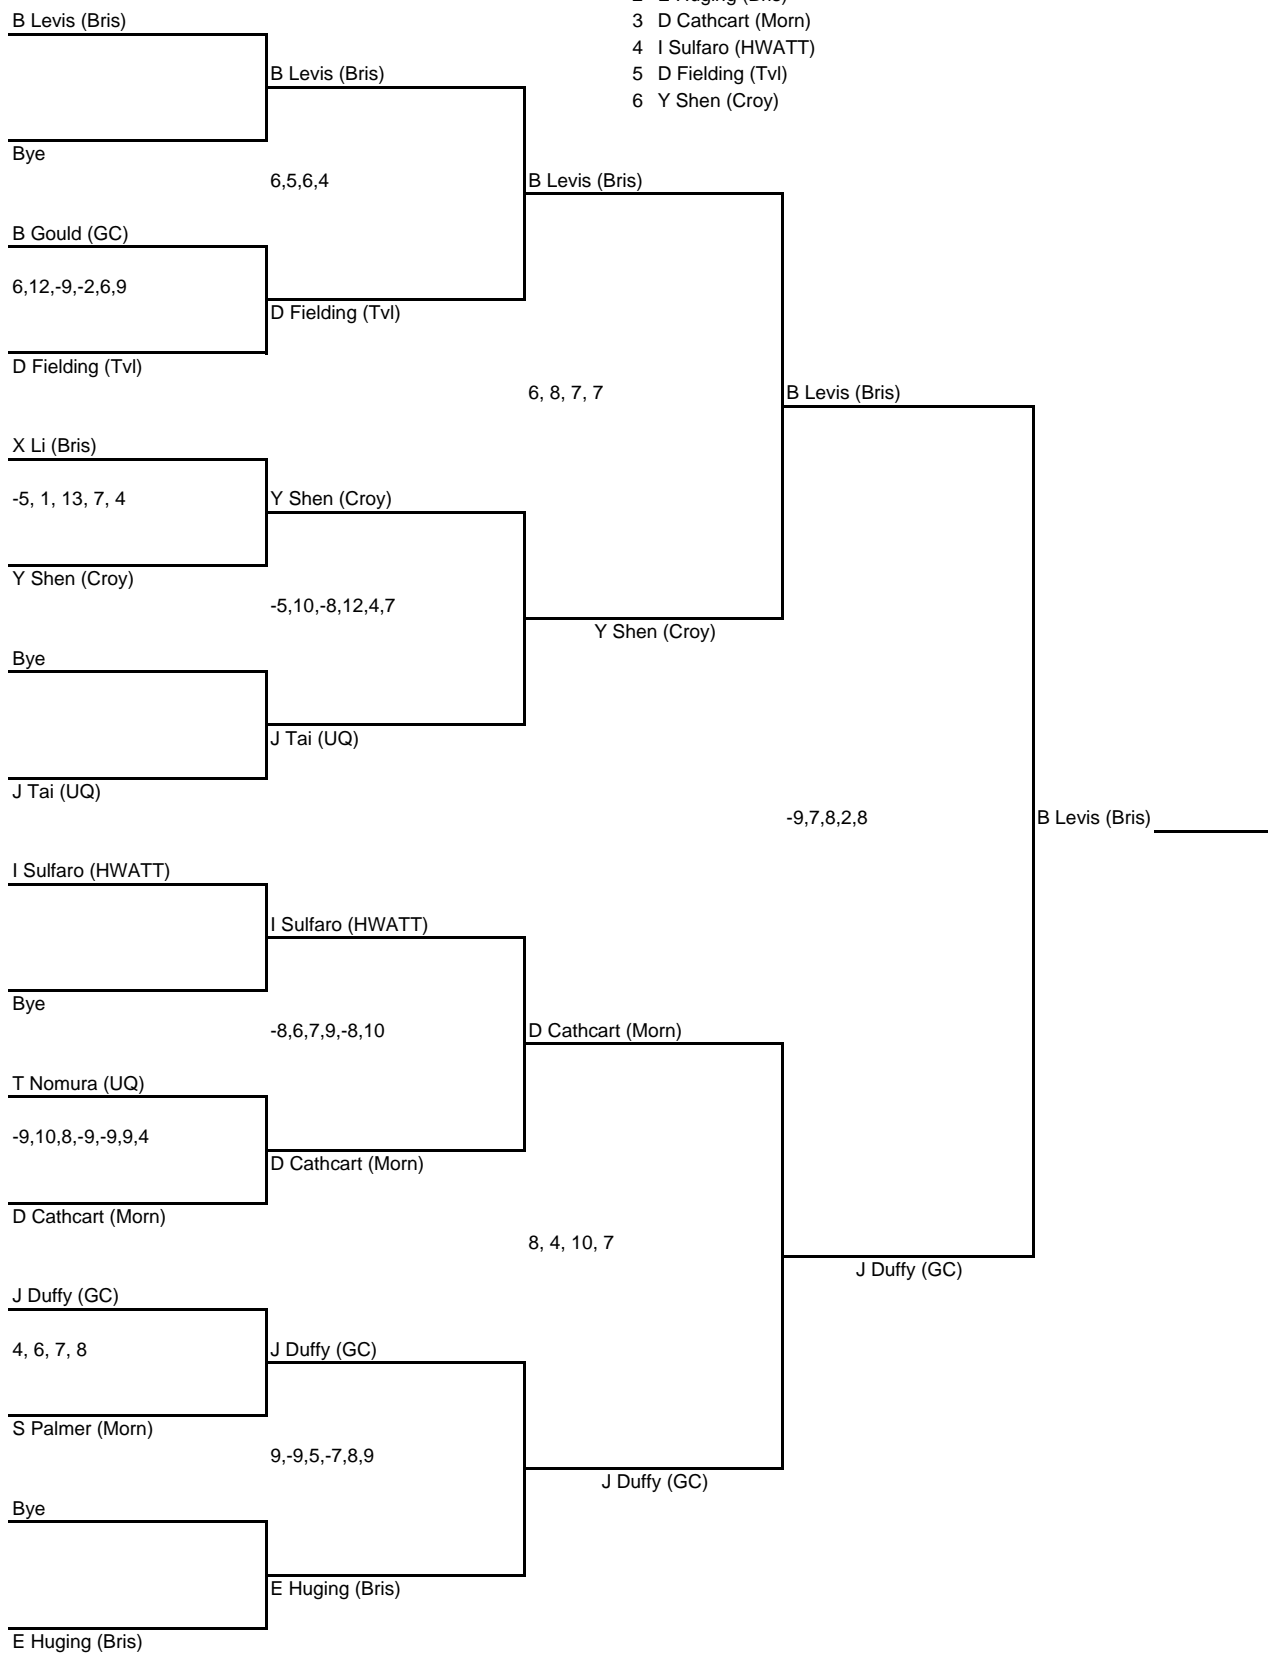 3 D Cathcart (Morn)
4 I Sulfaro (HWATT)
5 D Fielding (Tvl)
6 Y Shen (Croy)
B Levis (Bris)
B Levis (Bris)
Bye
6,5,6,4
B Levis (Bris)
B Gould (GC)
6,12,-9,-2,6,9
D Fielding (Tvl)
D Fielding (Tvl)
6, 8, 7, 7
B Levis (Bris)
X Li (Bris)
-5, 1, 13, 7, 4
Y Shen (Croy)
Y Shen (Croy)
-5,10,-8,12,4,7
Y Shen (Croy)
Bye
J Tai (UQ)
J Tai (UQ)
-9,7,8,2,8
B Levis (Bris)
I Sulfaro (HWATT)
I Sulfaro (HWATT)
Bye
-8,6,7,9,-8,10
D Cathcart (Morn)
T Nomura (UQ)
-9,10,8,-9,-9,9,4
D Cathcart (Morn)
D Cathcart (Morn)
8, 4, 10, 7
J Duffy (GC)
J Duffy (GC)
4, 6, 7, 8
J Duffy (GC)
S Palmer (Morn)
9,-9,5,-7,8,9
J Duffy (GC)
Bye
E Huging (Bris)
E Huging (Bris)